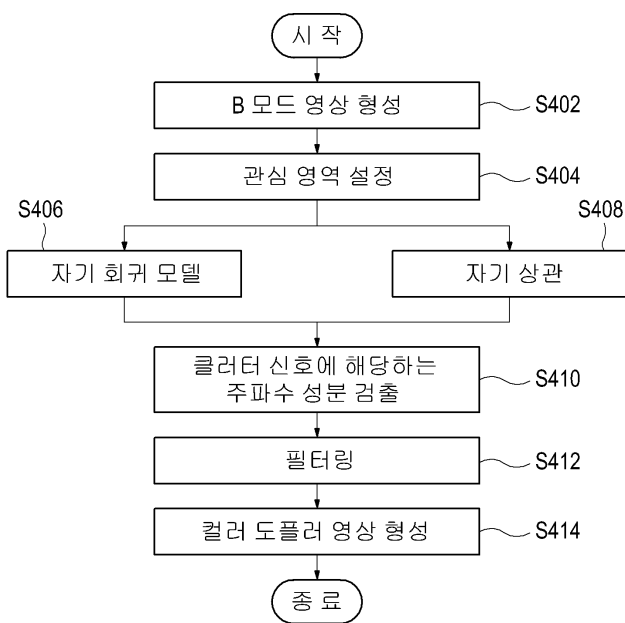 시 작
B 모드 영상 형성
S402
관심 영역 설정
S404
S406
S408
자기 회귀 모델
자기 상관
클러터 신호에 해당하는
주파수 성분 검출
S410
필터링
S412
컬러 도플러 영상 형성
S414
종 료